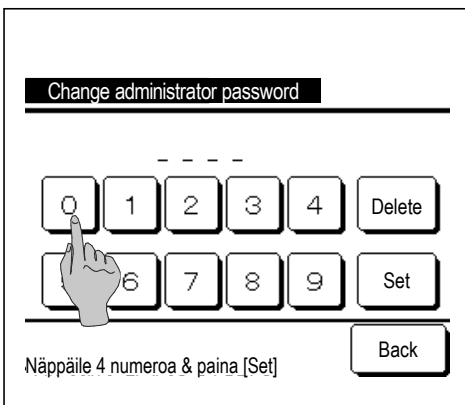 Change administrator password
_ _ _ _
0 1 2 3 4 Delete
6 7 8 9 Set
Back
Näppäile 4 numeroa & paina [Set]